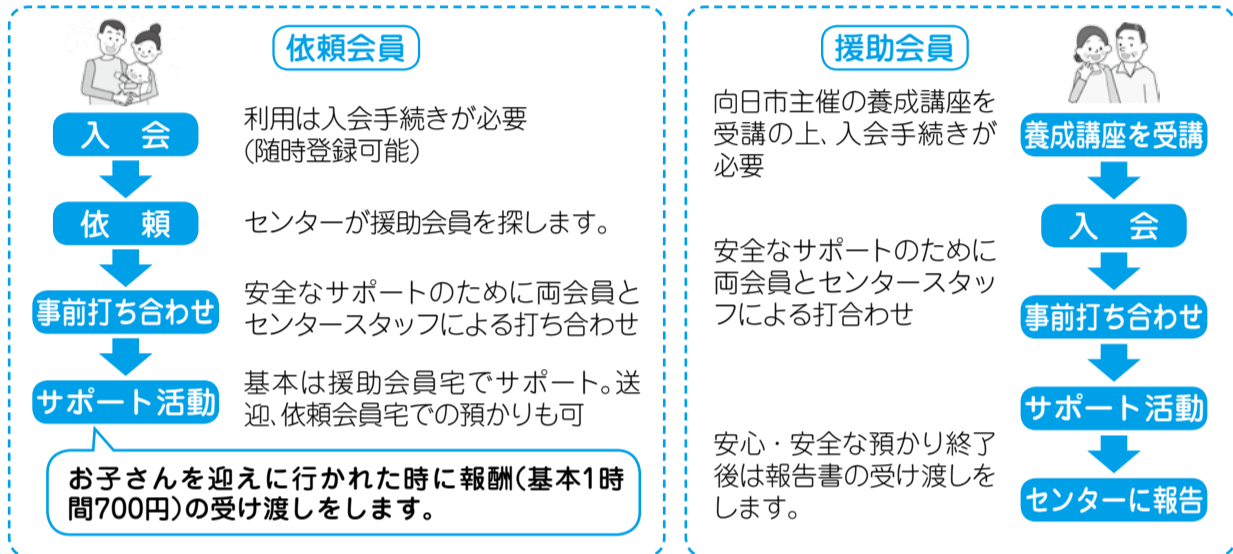 依頼会員
入　会
利用は入会手続きが必要
(随時登録可能)
依　頼
センターが援助会員を探します。
事前打ち合わせ
安全なサポートのために両会員と
センタースタッフによる打ち合わせ
サポート活動
基本は援助会員宅でサポート。送
迎、依頼会員宅での預かりも可
お子さんを迎えに行かれた時に報酬(基本1時
間700円)の受け渡しをします。
援助会員
向日市主催の養成講座を
受講の上、入会手続きが
必要
養成講座を受講
入　会
安全なサポートのために
両会員とセンタースタッ
フによる打合わせ
事前打ち合わせ
サポート活動
安心・安全な預かり終了
後は報告書の受け渡しを
します。
センターに報告